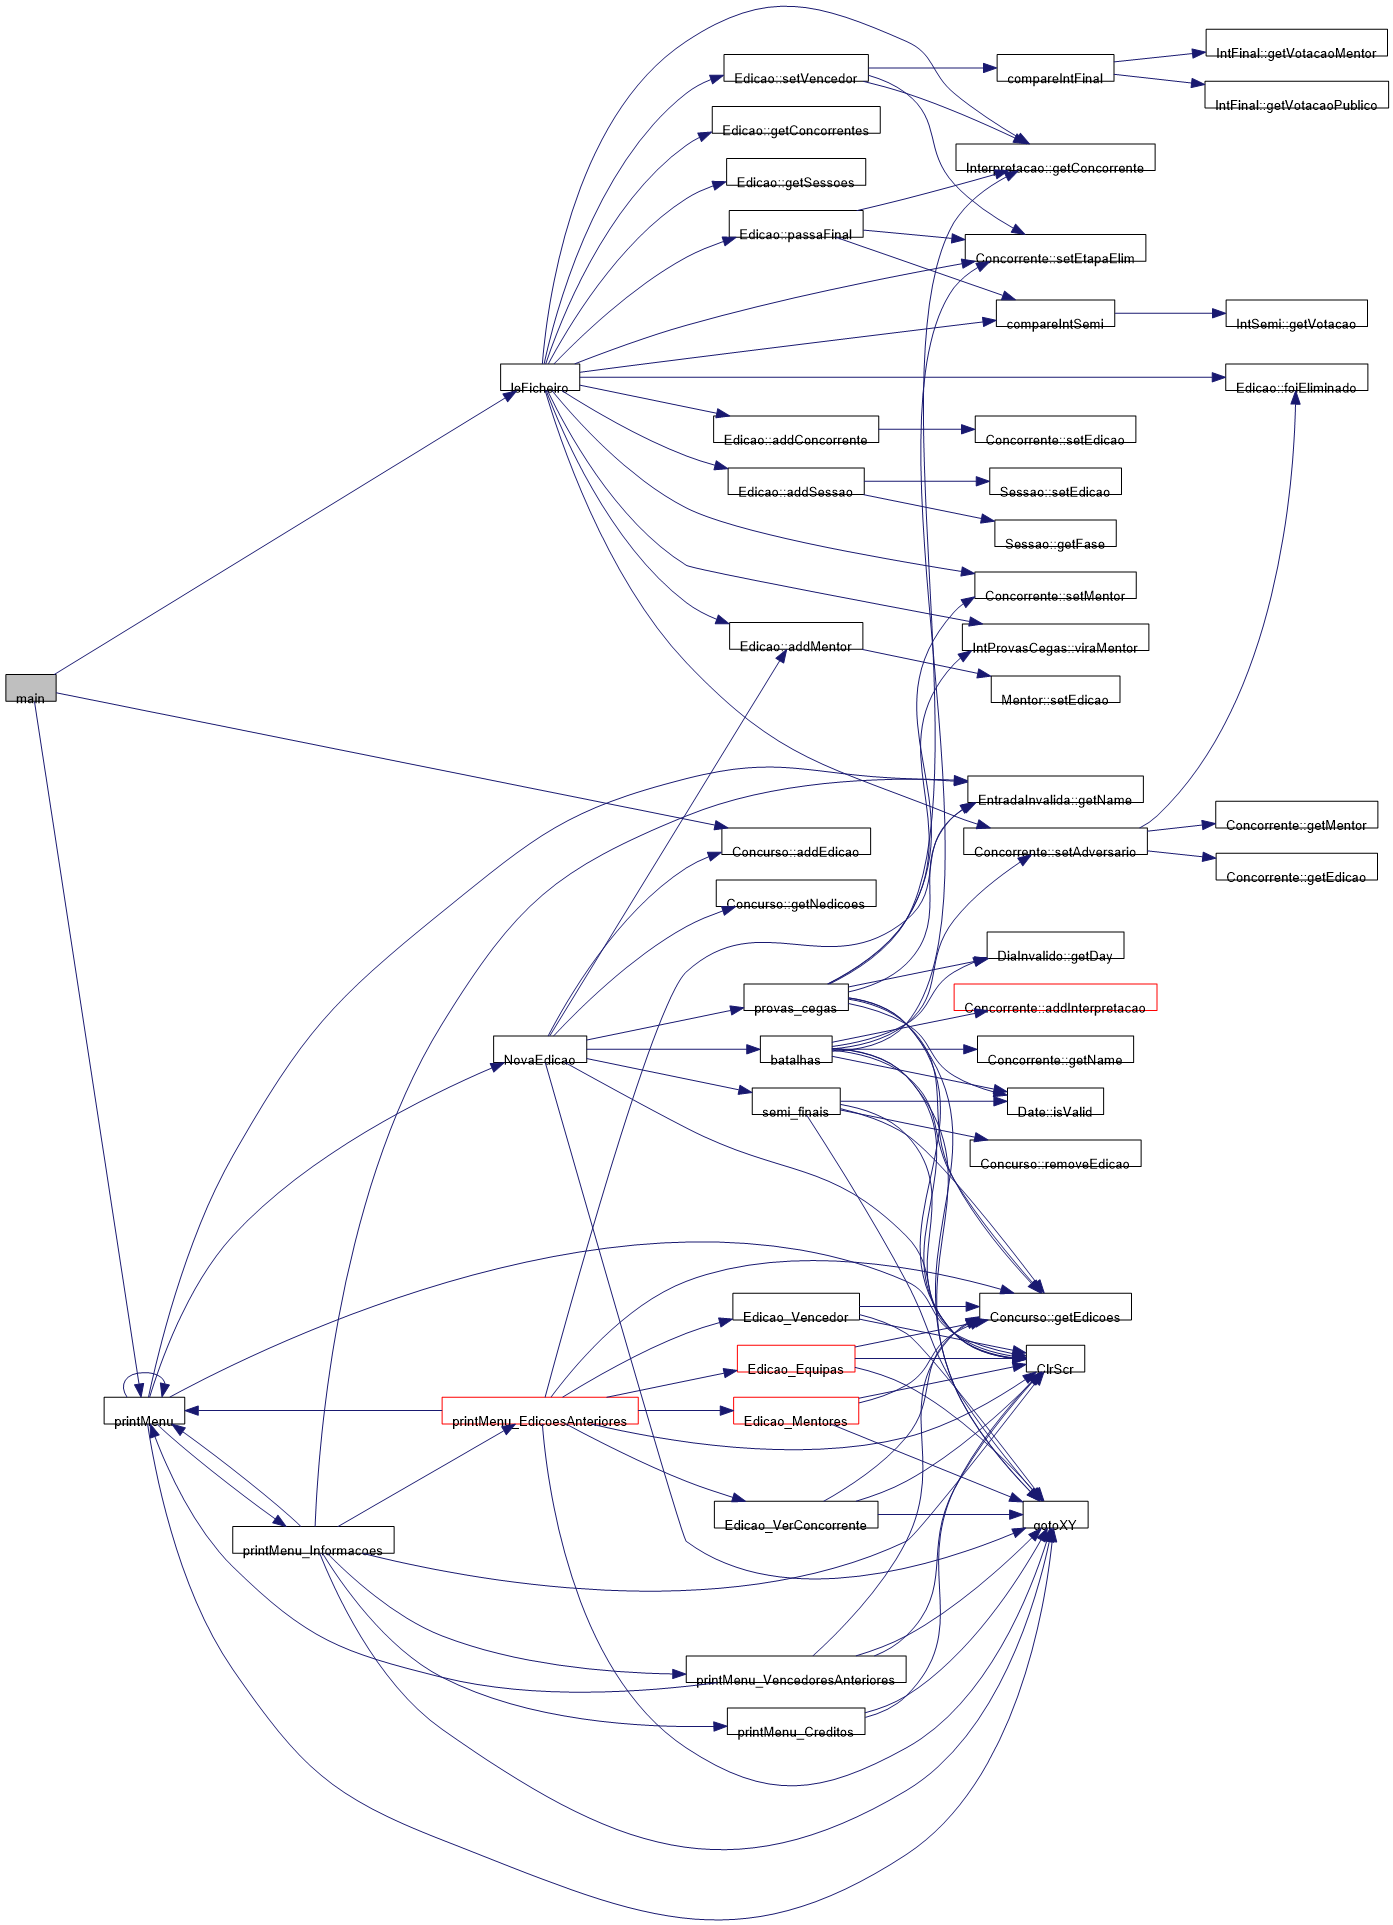 IntFinal::getVotacaoMentor
Edicao::setVencedor
compareIntFinal
IntFinal::getVotacaoPublico
Edicao::getConcorrentes
Interpretacao::getConcorrente
Edicao::getSessoes
Edicao::passaFinal
Concorrente::setEtapaElim
compareIntSemi
IntSemi::getVotacao
leFicheiro
Edicao::foiEliminado
Edicao::addConcorrente
Concorrente::setEdicao
Edicao::addSessao
Sessao::setEdicao
Sessao::getFase
Concorrente::setMentor
Edicao::addMentor
IntProvasCegas::viraMentor
main
Mentor::setEdicao
EntradaInvalida::getName
Concorrente::getMentor
Concurso::addEdicao
Concorrente::setAdversario
Concorrente::getEdicao
Concurso::getNedicoes
DiaInvalido::getDay
provas_cegas
Concorrente::addInterpretacao
NovaEdicao
batalhas
Concorrente::getName
semi_finais
Date::isValid
Concurso::removeEdicao
Edicao_Vencedor
Concurso::getEdicoes
Edicao_Equipas
ClrScr
printMenu
printMenu_EdicoesAnteriores
Edicao_Mentores
Edicao_VerConcorrente
gotoXY
printMenu_Informacoes
printMenu_VencedoresAnteriores
printMenu_Creditos